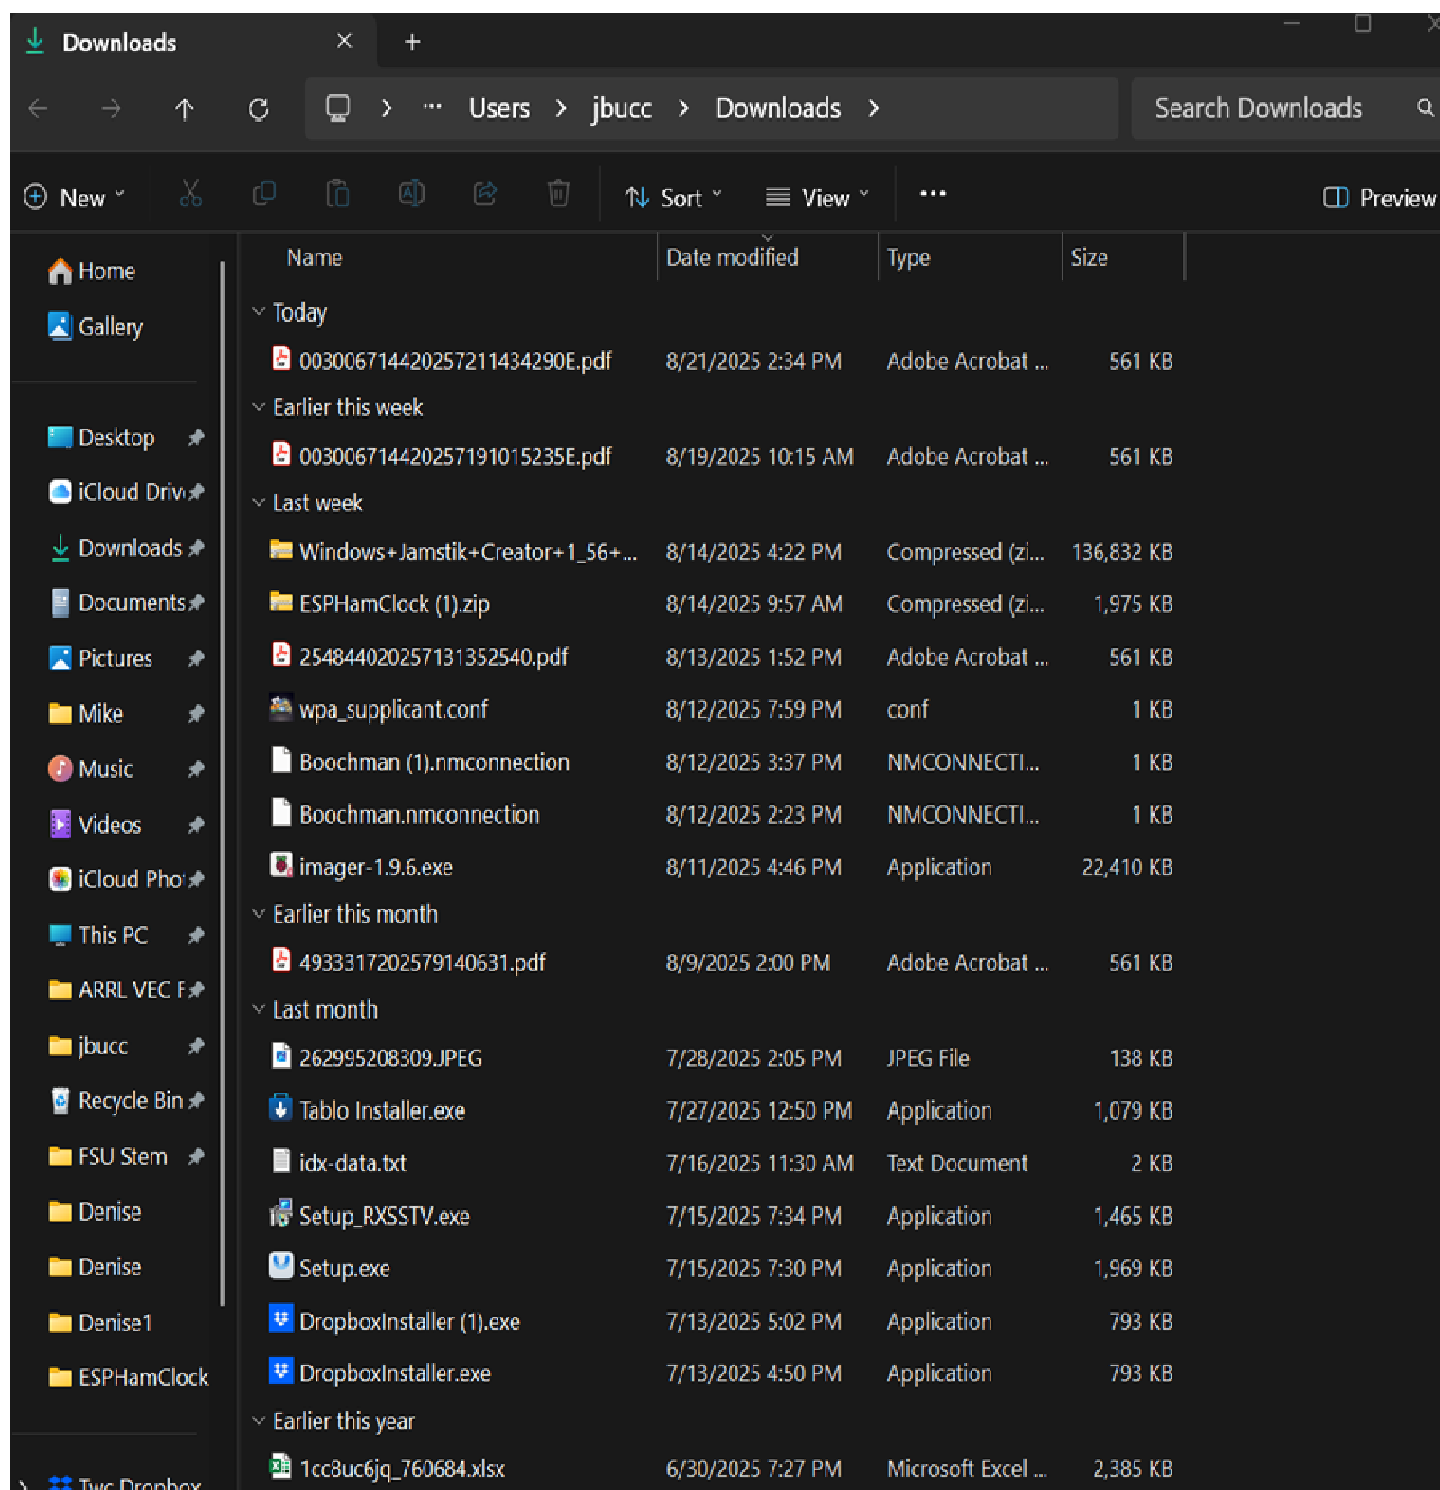 Downloads
Users > jbucc > Downloads >
Search Downloads
New
Sort
View
Preview
Home
Gallery
Desktop
iCloud Driv
Downloads
Documents
Pictures
Mike
Music
Videos
iCloud Pho
This PC
ARRL VEC F
jbucc
Recycle Bin
FSU Stem
Denise
Denise
Denise1
ESPHamClock
Twc Dropbox
Name Date modified Type Size
Today
003006714420257211434290E.pdf 8/21/2025 2:34 PM Adobe Acrobat ... 561 KB
Earlier this week
003006714420257191015235E.pdf 8/19/2025 10:15 AM Adobe Acrobat ... 561 KB
Last week
Windows+Jamstik+Creator+1_56+... 8/14/2025 4:22 PM Compressed (zi... 136,832 KB
ESPHamClock (1).zip 8/14/2025 9:57 AM Compressed (zi... 1,975 KB
254844020257131352540.pdf 8/13/2025 1:52 PM Adobe Acrobat ... 561 KB
wpa_supplicant.conf 8/12/2025 7:59 PM conf 1 KB
Boochman (1).nmconnection 8/12/2025 3:37 PM NMCONNECTI... 1 KB
Boochman.nmconnection 8/12/2025 2:23 PM NMCONNECTI... 1 KB
imager-1.9.6.exe 8/11/2025 4:46 PM Application 22,410 KB
Earlier this month
4933317202579140631.pdf 8/9/2025 2:00 PM Adobe Acrobat ... 561 KB
Last month
262995208309.JPEG 7/28/2025 2:05 PM JPEG File 138 KB
Tablo Installer.exe 7/27/2025 12:50 PM Application 1,079 KB
idx-data.txt 7/16/2025 11:30 AM Text Document 2 KB
Setup_RXSSTV.exe 7/15/2025 7:34 PM Application 1,465 KB
Setup.exe 7/15/2025 7:30 PM Application 1,969 KB
DropboxInstaller (1).exe 7/13/2025 5:02 PM Application 793 KB
DropboxInstaller.exe 7/13/2025 4:50 PM Application 793 KB
Earlier this year
1cc8uc6jq_760684.xlsx 6/30/2025 7:27 PM Microsoft Excel ... 2,385 KB